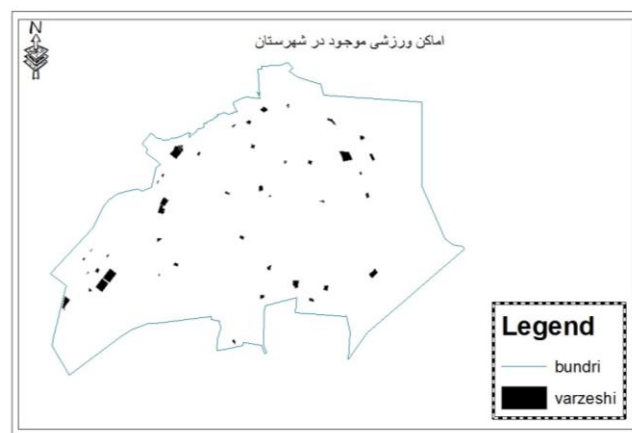 N
اماکن ورزشی موجود در شهرستان
Legend
bundri
varzeshi